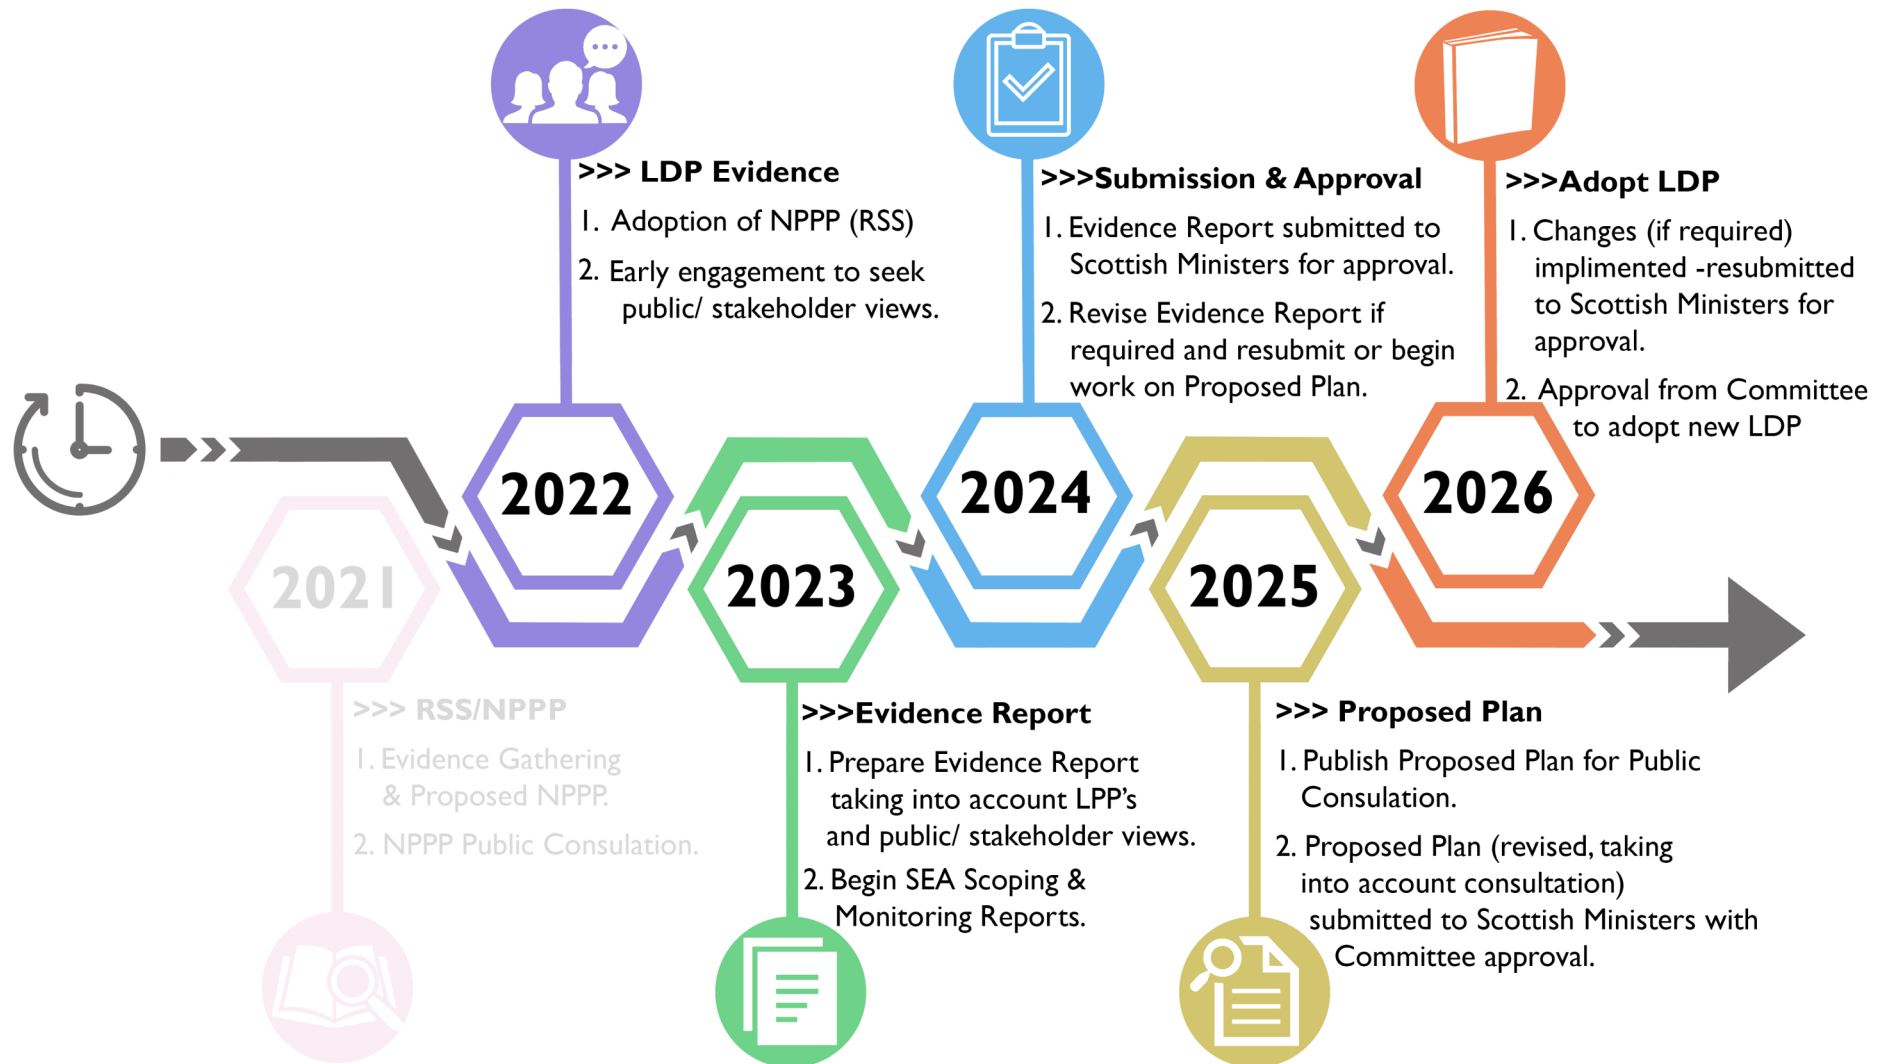 2021
>>> RSS/NPPP
1. Evidence Gathering
& Proposed NPPP.
2. NPPP Public Consulation.
2022
>>> LDP Evidence
1. Adoption of NPPP (RSS)
2. Early engagement to seek
public/ stakeholder views.
2023
>>>Evidence Report
1. Prepare Evidence Report
taking into account LPP's
and public/ stakeholder views.
2. Begin SEA Scoping &
Monitoring Reports.
2024
>>>Submission & Approval
1. Evidence Report submitted to
Scottish Ministers for approval.
2. Revise Evidence Report if
required and resubmit or begin
work on Proposed Plan.
2025
>>> Proposed Plan
1. Publish Proposed Plan for Public
Consulation.
2. Proposed Plan (revised, taking
into account consultation)
submitted to Scottish Ministers with
Committee approval.
2026
>>>Adopt LDP
1. Changes (if required)
implimented -resubmitted
to Scottish Ministers for
approval.
2. Approval from Committee
to adopt new LDP